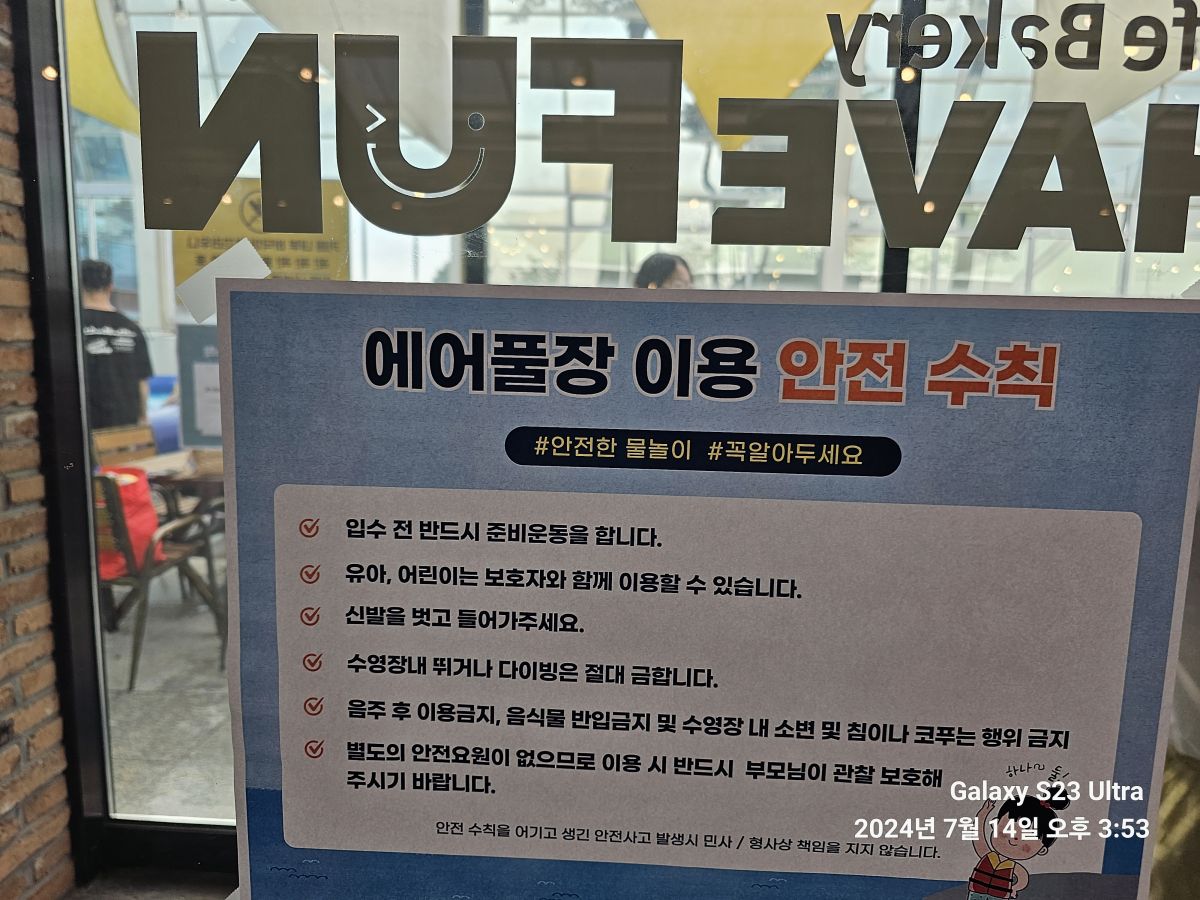 fe Bakery
HAVE FUN
에어풀장 이용 안전 수칙
#안전한 물놀이 #꼭알아두세요
입수 전 반드시 준비운동을 합니다.
유아, 어린이는 보호자와 함께 이용할 수 있습니다.
신발을 벗고 들어가주세요.
수영장내 뛰거나 다이빙은 절대 금합니다.
음주 후 이용금지, 음식물 반입금지 및 수영장 내 소변 및 침이나 코푸는 행위 금지
별도의 안전요원이 없으므로 이용 시 반드시 부모님이 관찰 보호해
주시기 바랍니다.
하나 둘!
안전 수칙을 어기고 생긴 안전사고 발생시 민사 / 형사상 책임을 지지 않습니다.
Galaxy S23 Ultra
2024년 7월 14일 오후 3:53